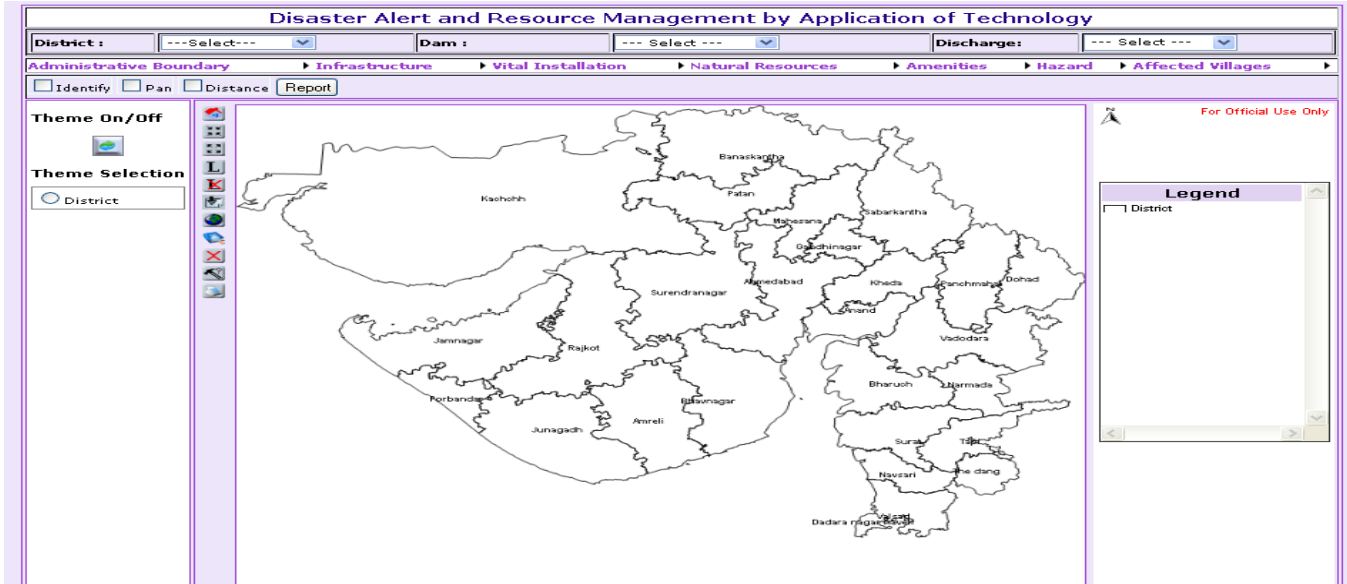 Disaster Alert and Resource Management by Application of Technology
District : ---Select--- Dam : --- Select --- Discharge: --- Select ---
Administrative Boundary Infrastructure Vital Installation Natural Resources Amenities Hazard Affected Villages
Identify Pan Distance Report
Theme On/Off
Theme Selection
District
L
N
For Official Use Only
Legend
District
Banaskantha
Patan
Kachchh
Sabarkantha
Mahesana
Gandhinagar
Ahmedabad
Kheda
Panchmahal
Dohad
Surendranagar
Anand
Vadodara
Jamnagar
Rajkot
Bharuch
Narmada
Porbandar
Bhavnagar
Amreli
Junagadh
Surat
Tapi
Navsari
The dang
Valsad
Dadara nagar